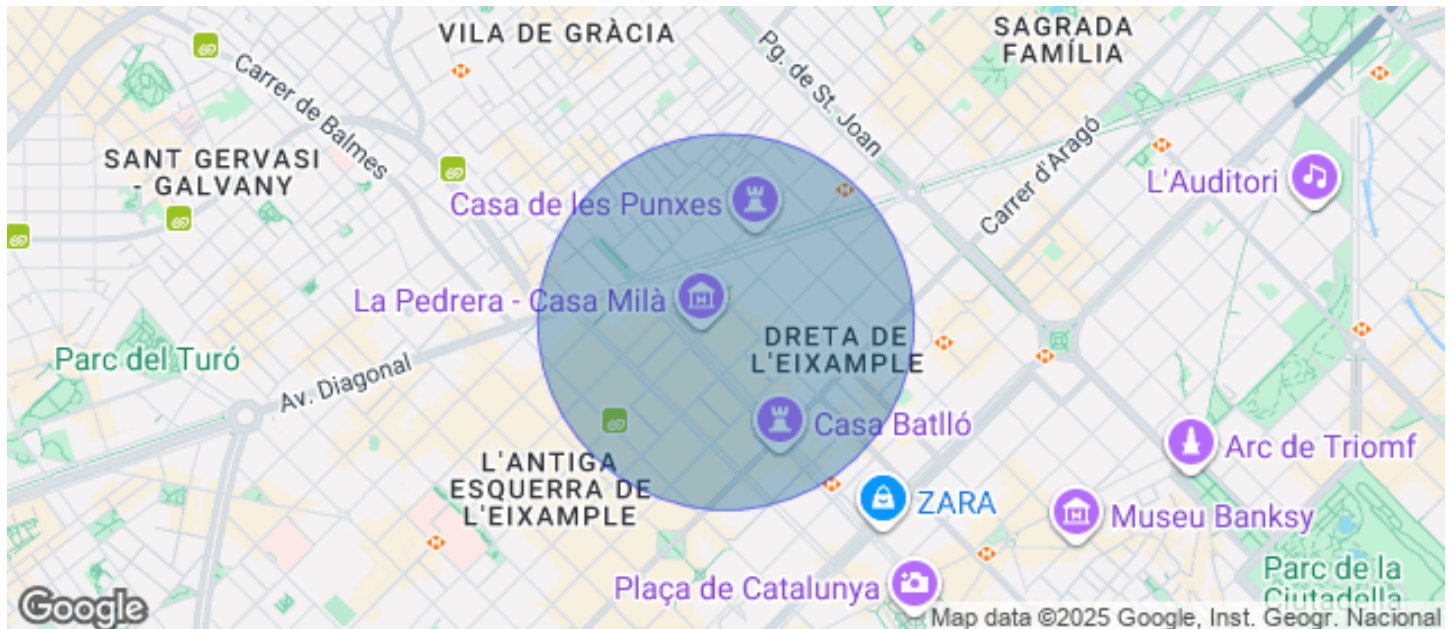 VILA DE GRÀCIA
SAGRADA
FAMÍLIA
Pg. de St. Joan
Carrer de Balmes
Carrer d'Aragó
SANT GERVASI
- GALVANY
L'Auditori
Casa de les Punxes
La Pedrera - Casa Milà
DRETA DE
L'EIXAMPLE
Parc del Turó
Av. Diagonal
Casa Batlló
Arc de Triomf
L'ANTIGA
ESQUERRA DE
L'EIXAMPLE
ZARA
Museu Banksy
Plaça de Catalunya
Parc de la
Ciutadella
Google
Map data ©2025 Google, Inst. Geogr. Nacional